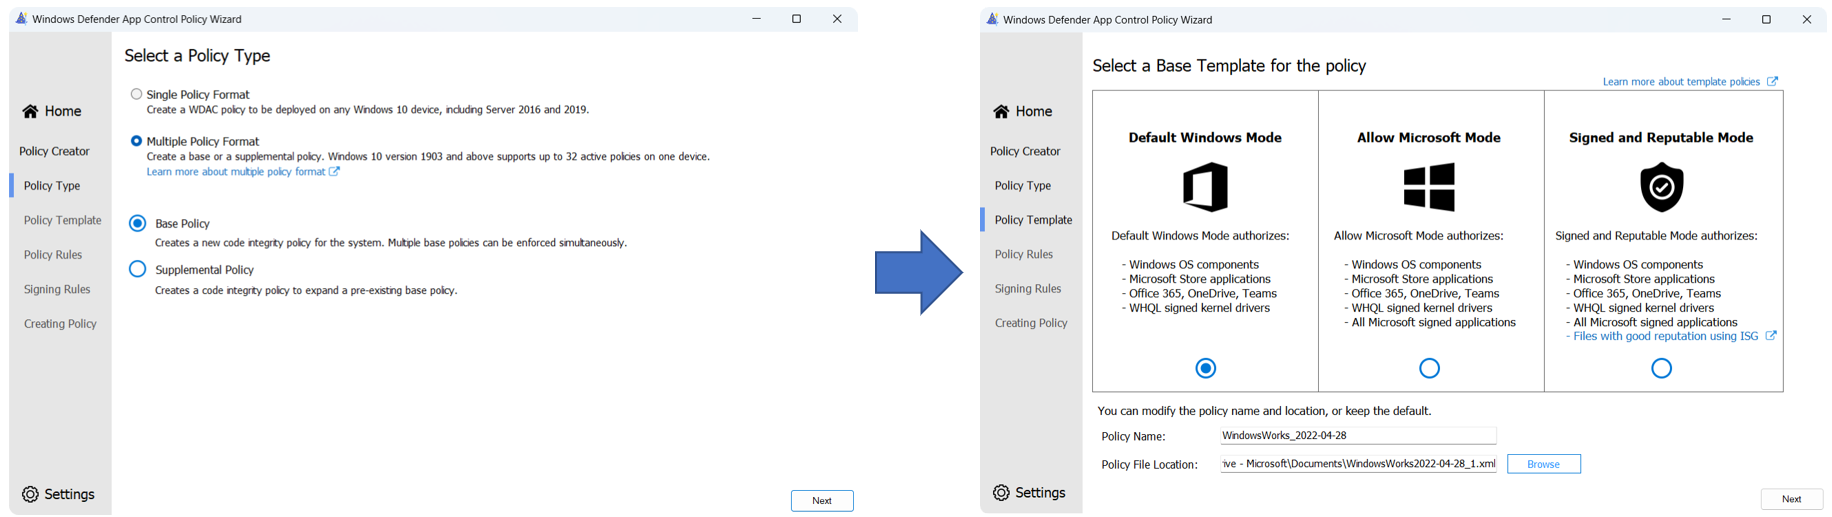 Windows Defender App Control Policy Wizard
Select a Policy Type
Home
Policy Creator
Policy Type
Policy Template
Policy Rules
Signing Rules
Creating Policy
Settings
Single Policy Format
Create a WDAC policy to be deployed on any Windows 10 device, including Server 2016 and 2019.
Multiple Policy Format
Create a base or a supplemental policy. Windows 10 version 1903 and above supports up to 32 active policies on one device.
Learn more about multiple policy format
Base Policy
Creates a new code integrity policy for the system. Multiple base policies can be enforced simultaneously.
Supplemental Policy
Creates a code integrity policy to expand a pre-existing base policy.
Next
Windows Defender App Control Policy Wizard
Select a Base Template for the policy
Learn more about template policies
Home
Policy Creator
Policy Type
Policy Template
Policy Rules
Signing Rules
Creating Policy
Settings
Default Windows Mode
Default Windows Mode authorizes:
- Windows OS components
- Microsoft Store applications
- Office 365, OneDrive, Teams
- WHQL signed kernel drivers
Allow Microsoft Mode
Allow Microsoft Mode authorizes:
- Windows OS components
- Microsoft Store applications
- Office 365, OneDrive, Teams
- WHQL signed kernel drivers
- All Microsoft signed applications
Signed and Reputable Mode
Signed and Reputable Mode authorizes:
- Windows OS components
- Microsoft Store applications
- Office 365, OneDrive, Teams
- WHQL signed kernel drivers
- All Microsoft signed applications
- Files with good reputation using ISG
You can modify the policy name and location, or keep the default.
Policy Name: WindowsWorks_2022-04-28
Policy File Location: ive - Microsoft\Documents\WindowsWorks2022-04-28_1.xml Browse
Next